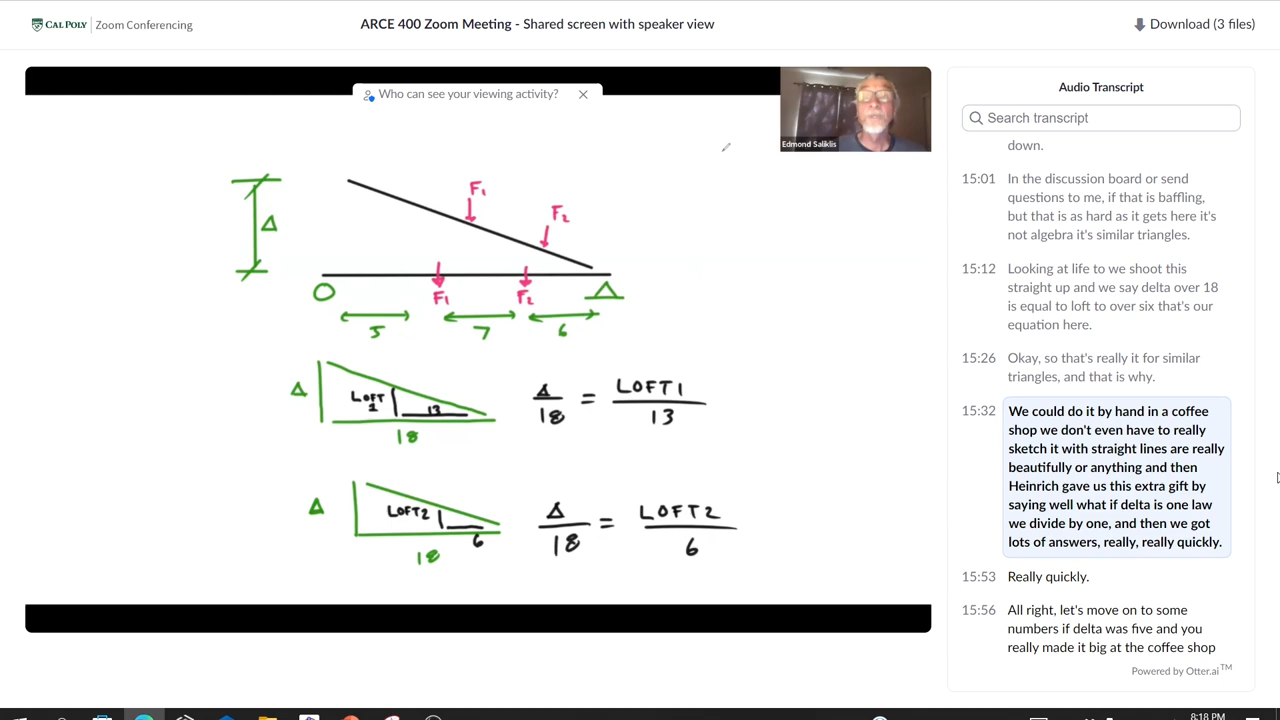 CAL POLY Zoom Conferencing
ARCE 400 Zoom Meeting - Shared screen with speaker view
Download (3 files)
Who can see your viewing activity?
Edmond Saliklis
F1
F2
Δ
O
F1
F2
Δ
5
7
6
Δ
LOFT
1
13
18
Δ
18
=
LOFT1
13
Δ
LOFT2
6
18
Δ
18
=
LOFT2
6
Audio Transcript
Search transcript
down.
15:01 In the discussion board or send
questions to me, if that is baffling,
but that is as hard as it gets here it's
not algebra it's similar triangles.
15:12 Looking at life to we shoot this
straight up and we say delta over 18
is equal to loft to over six that's our
equation here.
15:26 Okay, so that's really it for similar
triangles, and that is why.
15:32 We could do it by hand in a coffee
shop we don't even have to really
sketch it with straight lines are really
beautifully or anything and then
Heinrich gave us this extra gift by
saying well what if delta is one law
we divide by one, and then we got
lots of answers, really, really quickly.
15:53 Really quickly.
15:56 All right, let's move on to some
numbers if delta was five and you
really made it big at the coffee shop
Powered by Otter.ai™
8:18 PM